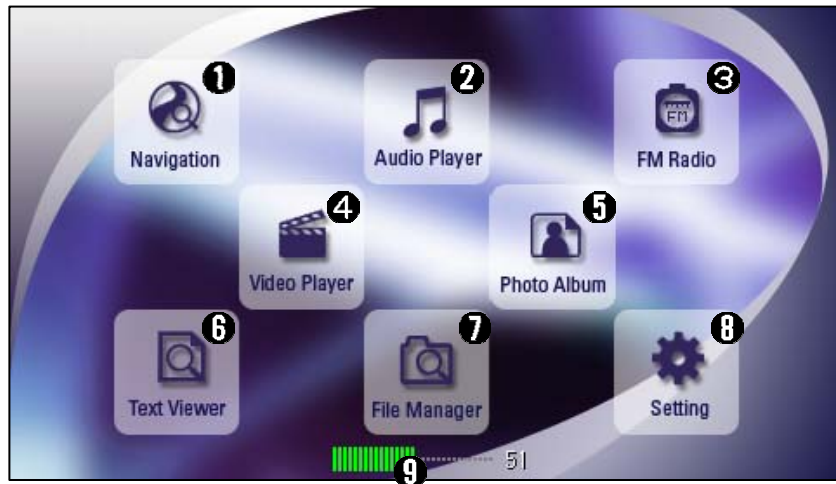 1 2 3
FM
Navigation Audio Player FM Radio
4 5
Video Player Photo Album
6 7 8
Text Viewer File Manager Setting
9 51